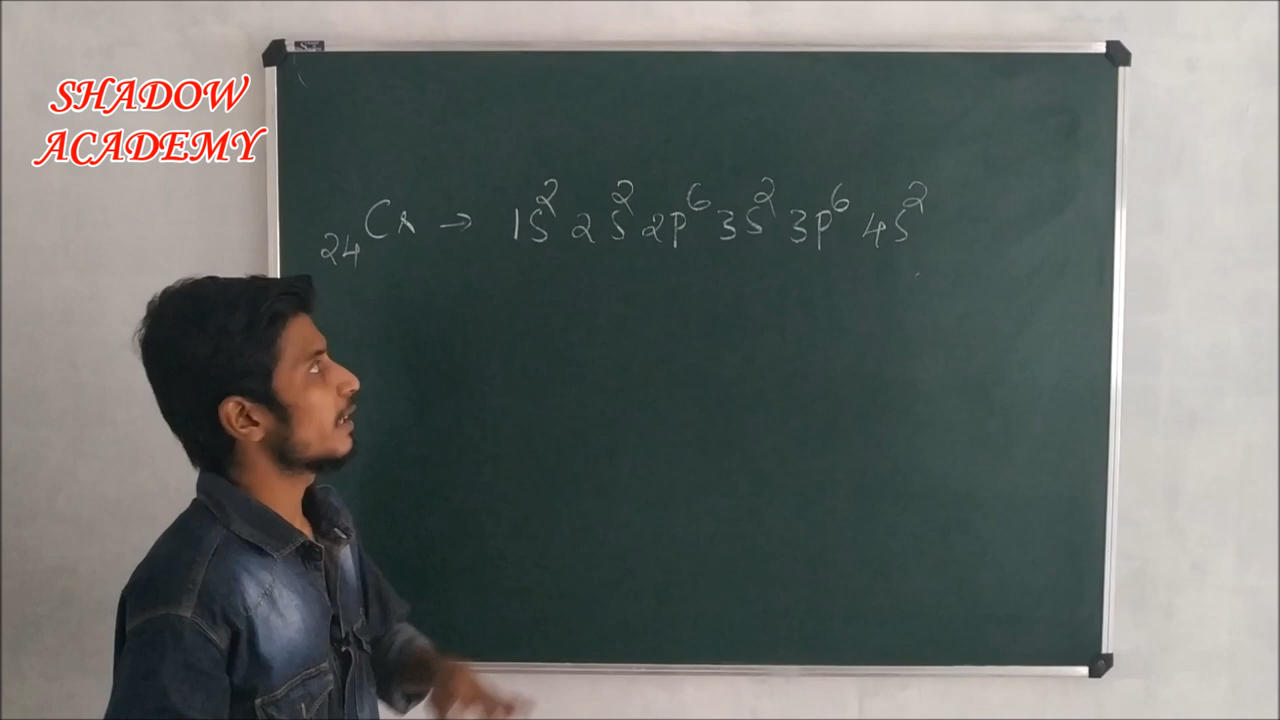 SHADOW
ACADEMY
₂₄Cr → 1s² 2s² 2p⁶ 3s² 3p⁶ 4s²